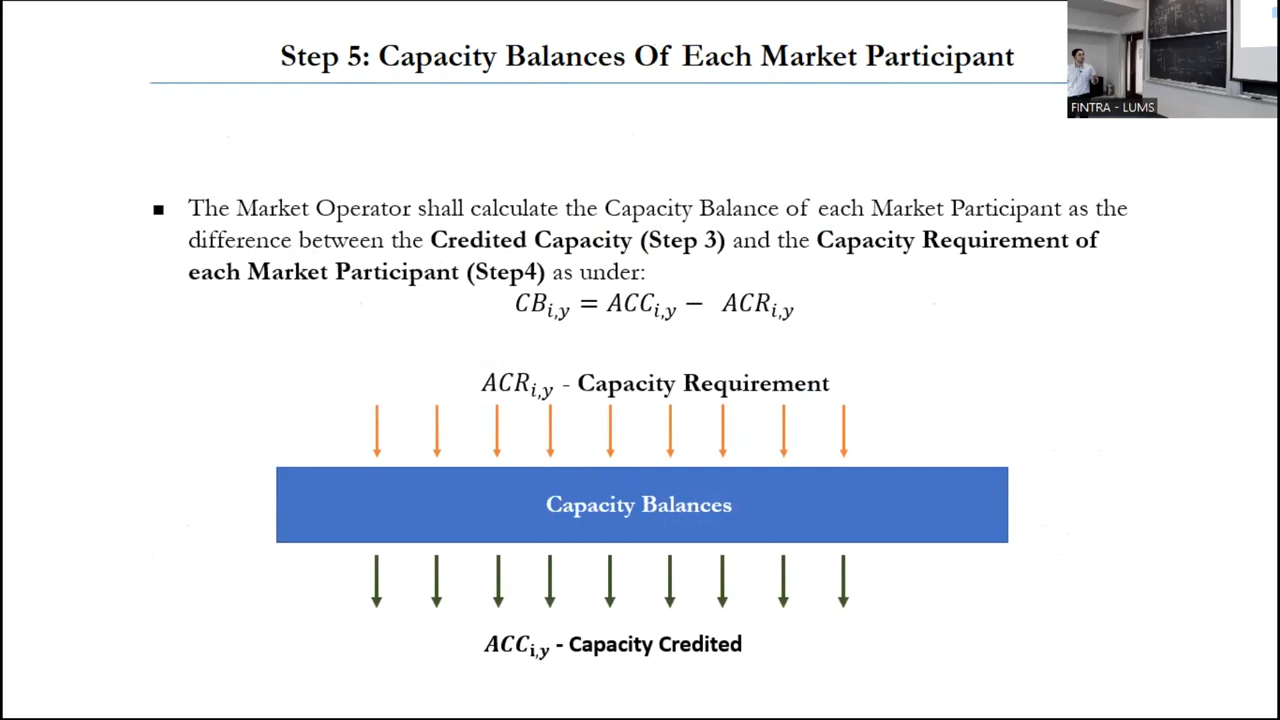 Step 5: Capacity Balances Of Each Market Participant
FINTRA - LUMS
■ The Market Operator shall calculate the Capacity Balance of each Market Participant as the
difference between the Credited Capacity (Step 3) and the Capacity Requirement of
each Market Participant (Step4) as under:
CB_{i,y} = ACC_{i,y} − ACR_{i,y}
ACR_{i,y} - Capacity Requirement
Capacity Balances
ACC_{i,y} - Capacity Credited